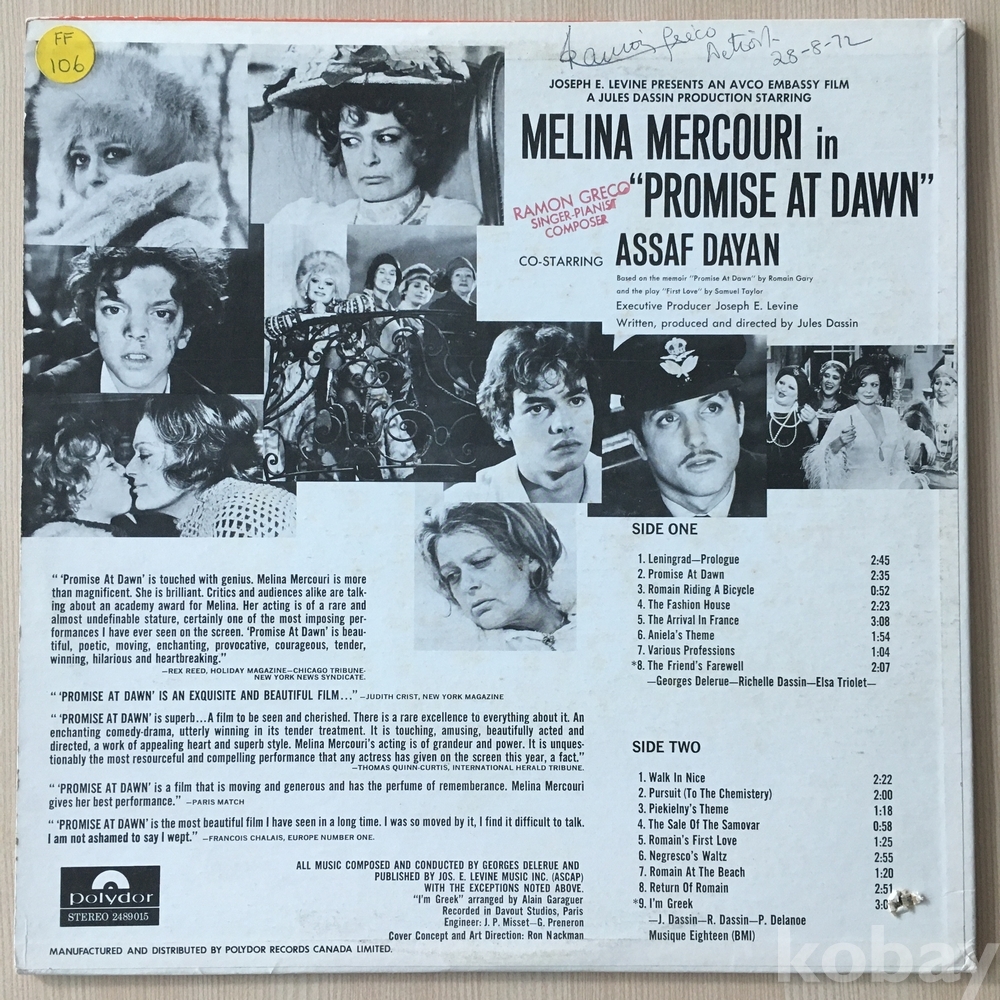 FF
106
Ramon Greco
Detroit
28-8-72
JOSEPH E. LEVINE PRESENTS AN AVCO EMBASSY FILM
A JULES DASSIN PRODUCTION STARRING
MELINA MERCOURI in
"PROMISE AT DAWN"
RAMON GRECO
SINGER-PIANIST
COMPOSER
CO-STARRING ASSAF DAYAN
Based on the memoir "Promise At Dawn" by Romain Gary
and the play "First Love" by Samuel Taylor
Executive Producer Joseph E. Levine
Written, produced and directed by Jules Dassin
SIDE ONE
1. Leningrad—Prologue 2:45
2. Promise At Dawn 2:35
3. Romain Riding A Bicycle 0:52
4. The Fashion House 2:23
5. The Arrival In France 3:08
6. Aniela's Theme 1:54
7. Various Professions 1:04
*8. The Friend's Farewell 2:07
—Georges Delerue—Richelle Dassin—Elsa Triolet—
SIDE TWO
1. Walk In Nice 2:22
2. Pursuit (To The Chemistery) 2:00
3. Piekielny's Theme 1:18
4. The Sale Of The Samovar 0:58
5. Romain's First Love 1:25
6. Negresco's Waltz 2:55
7. Romain At The Beach 1:20
8. Return Of Romain 2:51
*9. I'm Greek
—J. Dassin—R. Dassin—P. Delanoe
Musique Eighteen (BMI)
" 'Promise At Dawn' is touched with genius. Melina Mercouri is more
than magnificent. She is brilliant. Critics and audiences alike are talk-
ing about an academy award for Melina. Her acting is of a rare and
almost undefinable stature, certainly one of the most imposing per-
formances I have ever seen on the screen. 'Promise At Dawn' is beau-
tiful, poetic, moving, enchanting, provocative, courageous, tender,
winning, hilarious and heartbreaking."
—REX REED, HOLIDAY MAGAZINE—CHICAGO TRIBUNE-
NEW YORK NEWS SYNDICATE.
" 'PROMISE AT DAWN' IS AN EXQUISITE AND BEAUTIFUL FILM..." —JUDITH CRIST, NEW YORK MAGAZINE
" 'PROMISE AT DAWN' is superb...A film to be seen and cherished. There is a rare excellence to everything about it. An
enchanting comedy-drama, utterly winning in its tender treatment. It is touching, amusing, beautifully acted and
directed, a work of appealing heart and superb style. Melina Mercouri's acting is of grandeur and power. It is unques-
tionably the most resourceful and compelling performance that any actress has given on the screen this year, a fact."
—THOMAS QUINN-CURTIS, INTERNATIONAL HERALD TRIBUNE.
" 'PROMISE AT DAWN' is a film that is moving and generous and has the perfume of rememberance. Melina Mercouri
gives her best performance." —PARIS MATCH
" 'PROMISE AT DAWN' is the most beautiful film I have seen in a long time. I was so moved by it, I find it difficult to talk.
I am not ashamed to say I wept." —FRANCOIS CHALAIS, EUROPE NUMBER ONE.
ALL MUSIC COMPOSED AND CONDUCTED BY GEORGES DELERUE AND
PUBLISHED BY JOS. E. LEVINE MUSIC INC. (ASCAP)
WITH THE EXCEPTIONS NOTED ABOVE.
"I'm Greek" arranged by Alain Garaguer
Recorded in Davout Studios, Paris
Engineer: J. P. Misset—G. Preneron
Cover Concept and Art Direction: Ron Nackman
polydor
STEREO 2489015
MANUFACTURED AND DISTRIBUTED BY POLYDOR RECORDS CANADA LIMITED.
kobay